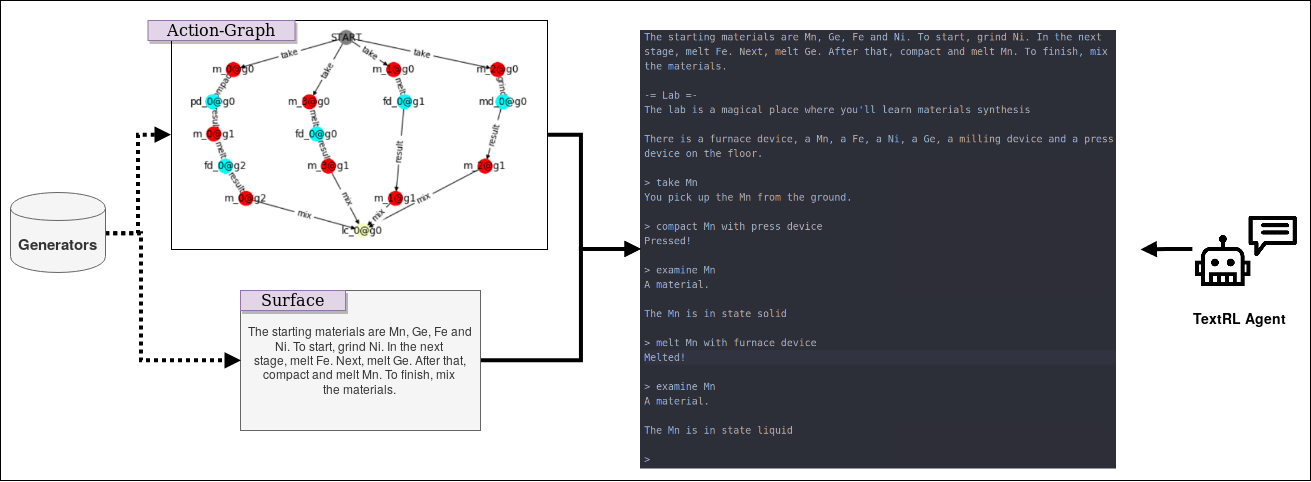 Action-Graph
START
take
take
take
take
m_0@g0
m_1@g0
m_2@g0
melt
grind
pd_0@g0
m_3@g0
fd_0@g1
md_0@g0
result
melt
m_0@g1
fd_0@g0
result
result
melt
result
fd_0@g2
m_3@g1
m_2@g1
result
m_0@g2
mix
m_1@g1
mix
mix
mix
lc_0@g0
Generators
Surface
The starting materials are Mn, Ge, Fe and
Ni. To start, grind Ni. In the next
stage, melt Fe. Next, melt Ge. After that,
compact and melt Mn. To finish, mix
the materials.
The starting materials are Mn, Ge, Fe and Ni. To start, grind Ni. In the next
stage, melt Fe. Next, melt Ge. After that, compact and melt Mn. To finish, mix
the materials.
-= Lab =-
The lab is a magical place where you'll learn materials synthesis
There is a furnace device, a Mn, a Fe, a Ni, a Ge, a milling device and a press
device on the floor.
> take Mn
You pick up the Mn from the ground.
> compact Mn with press device
Pressed!
> examine Mn
A material.
The Mn is in state solid
> melt Mn with furnace device
Melted!
> examine Mn
A material.
The Mn is in state liquid
>
TextRL Agent